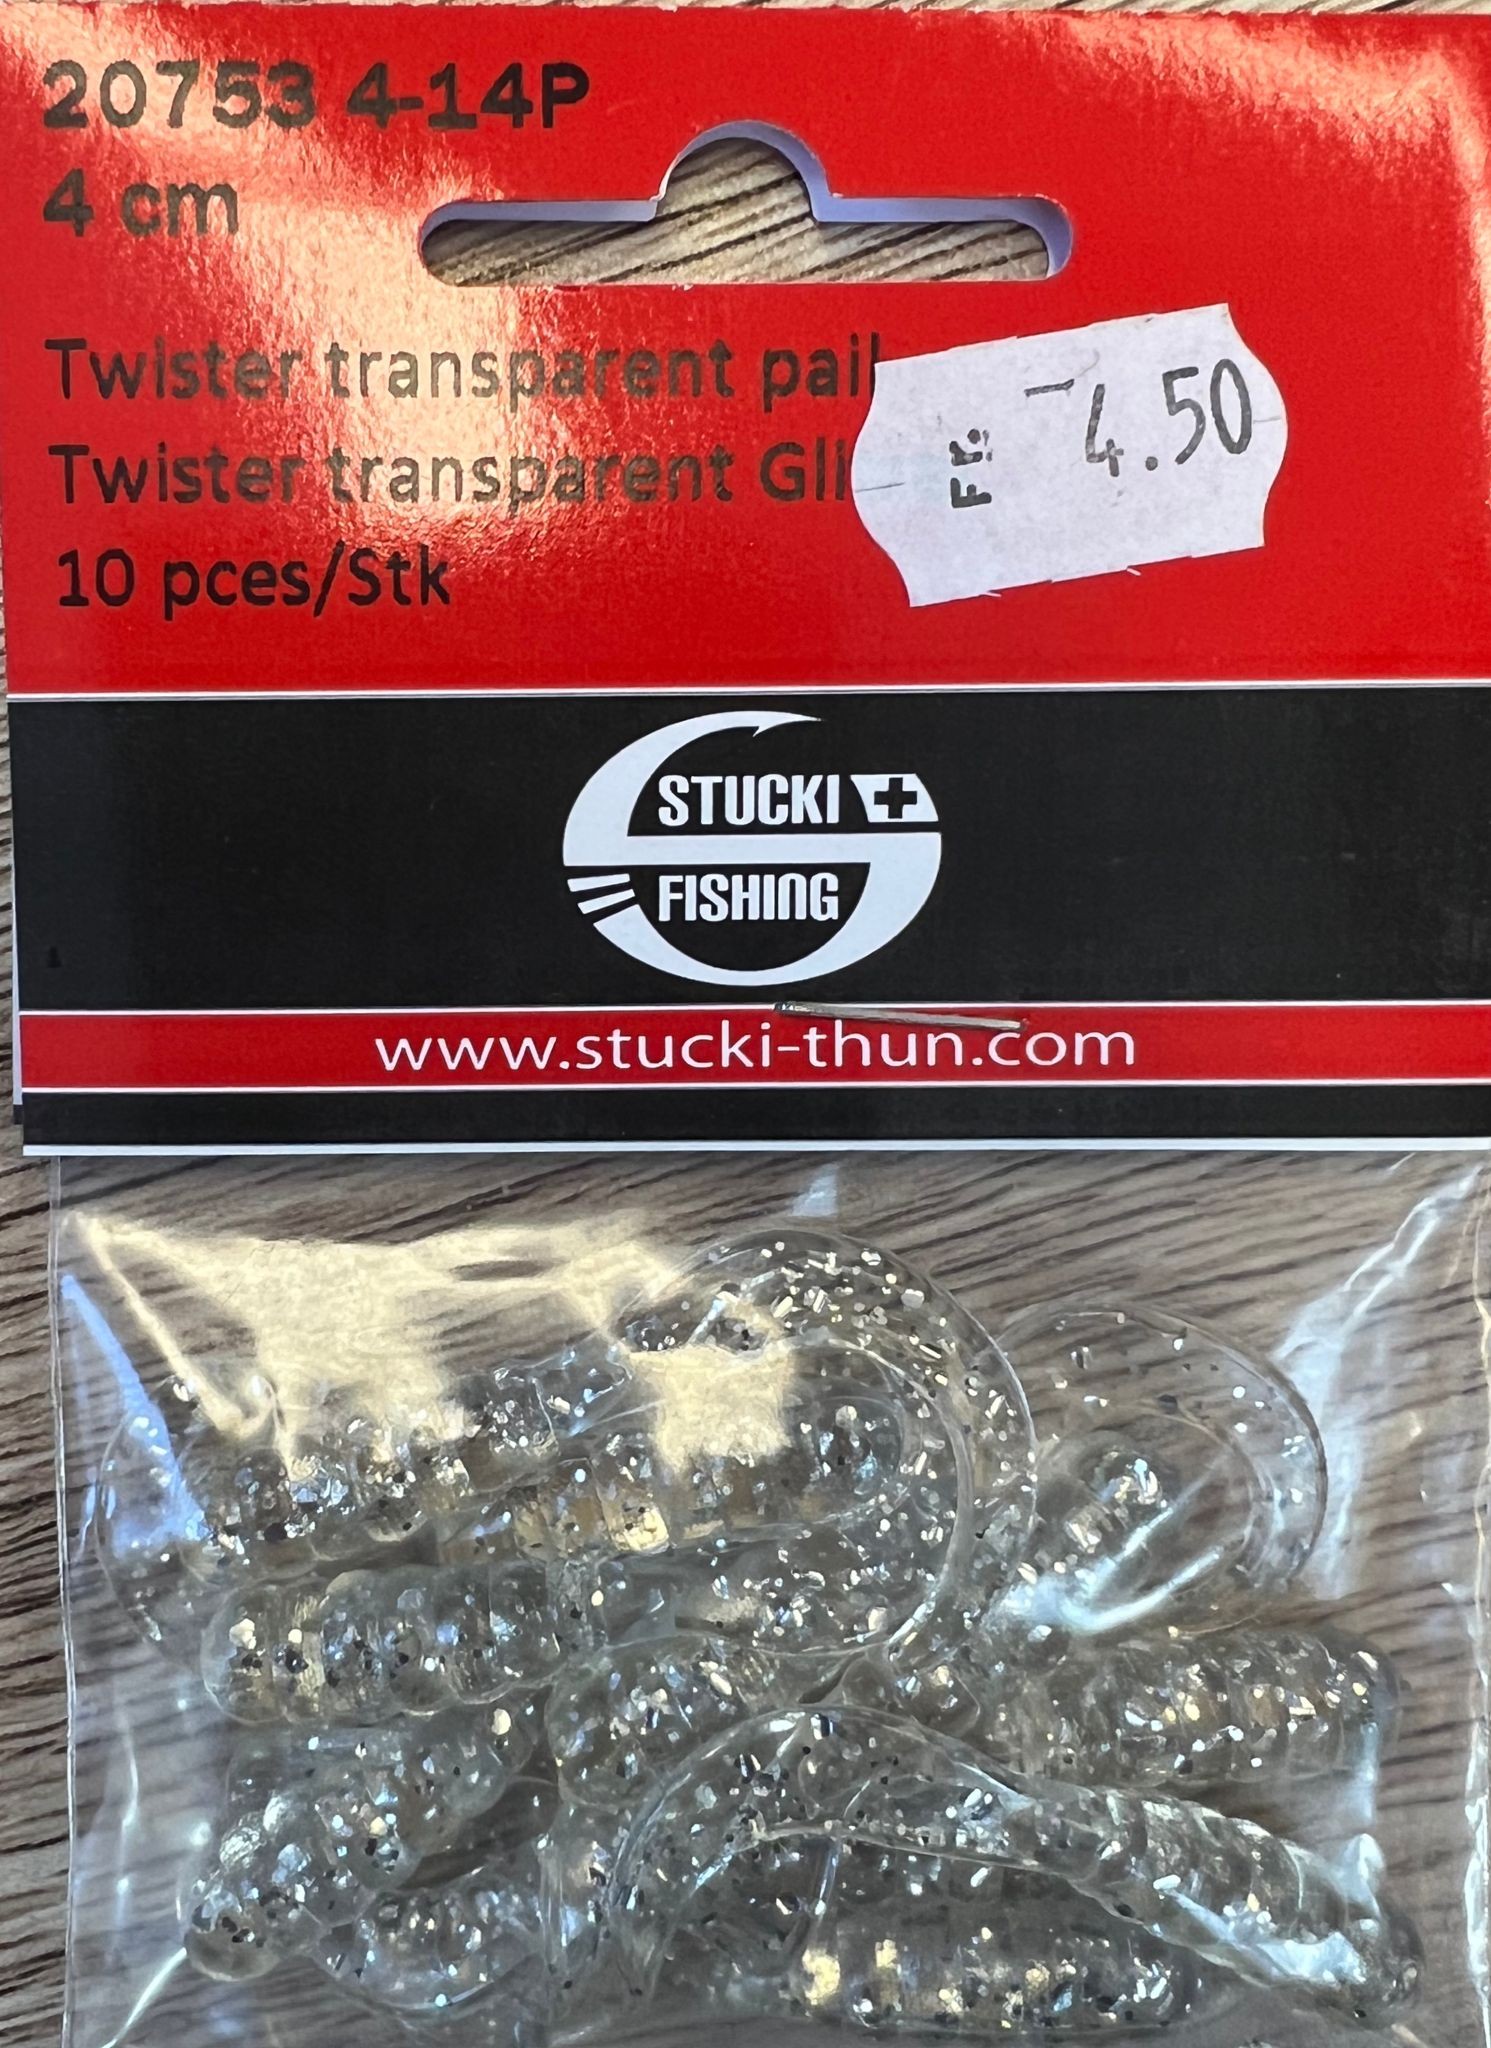 20753 4-14P
4 cm
Twister transparent
Twister transparent
10 pces/Stk
Fr. 4.50
STUCKI
FISHING
www.stucki-thun.com